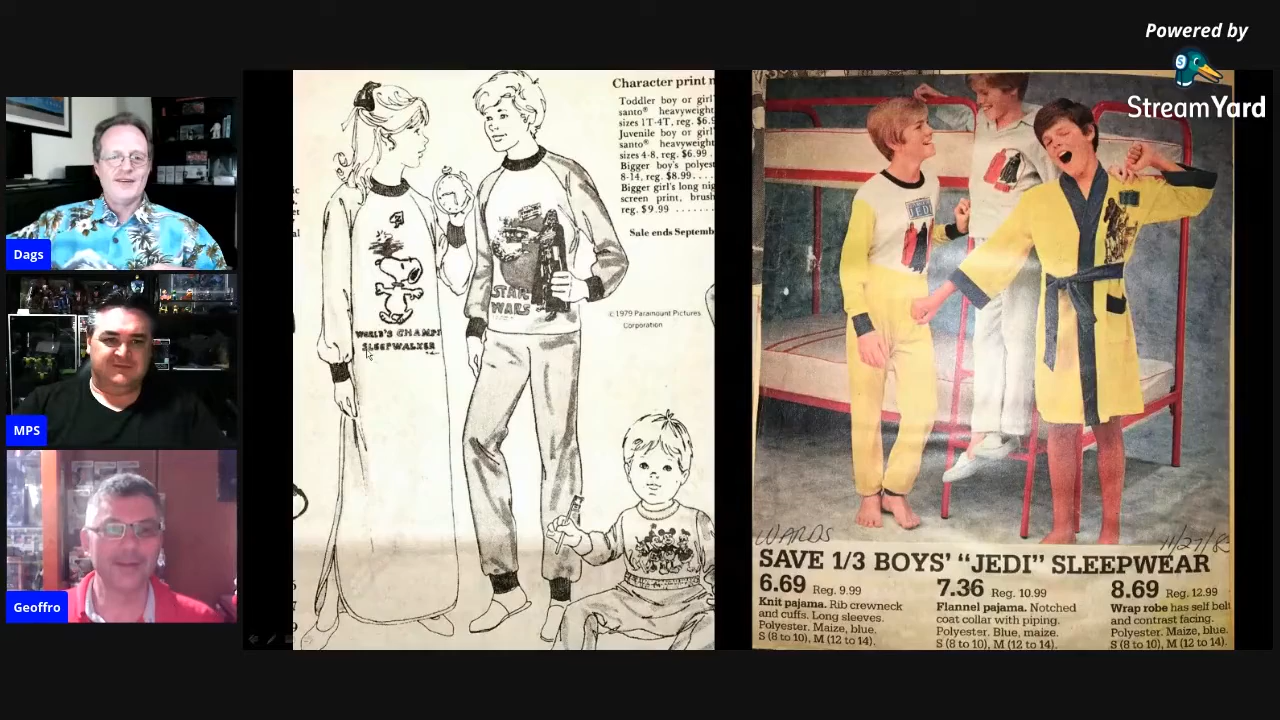 Powered by
StreamYard
Dags
MPS
Geoffro
Character print
Toddler boy or girl
santo® heavyweight
sizes 1T-4T, reg. $6.9
Juvenile boy or girl
santo® heavyweight
sizes 4-8, reg. $6.99
Bigger boy's polyest
8-14, reg. $8.99....
Bigger girl's long nig
screen print, brush
reg. $9.99 .......
Sale ends Septemb
© 1979 Paramount Pictures
Corporation
WORLD'S CHAMP
SLEEPWALKER
STAR
WARS
JEDI
WARDS
SAVE 1/3 BOYS' “JEDI” SLEEPWEAR
6.69 Reg. 9.99
Knit pajama. Rib crewneck
and cuffs. Long sleeves.
Polyester. Maize, blue.
S (8 to 10), M (12 to 14).
7.36 Reg. 10.99
Flannel pajama. Notched
coat collar with piping.
Polyester. Blue, maize.
S (8 to 10), M (12 to 14).
8.69 Reg. 12.99
Wrap robe has self belt
and contrast facing.
Polyester. Maize, blue.
S (8 to 10), M (12 to 14).